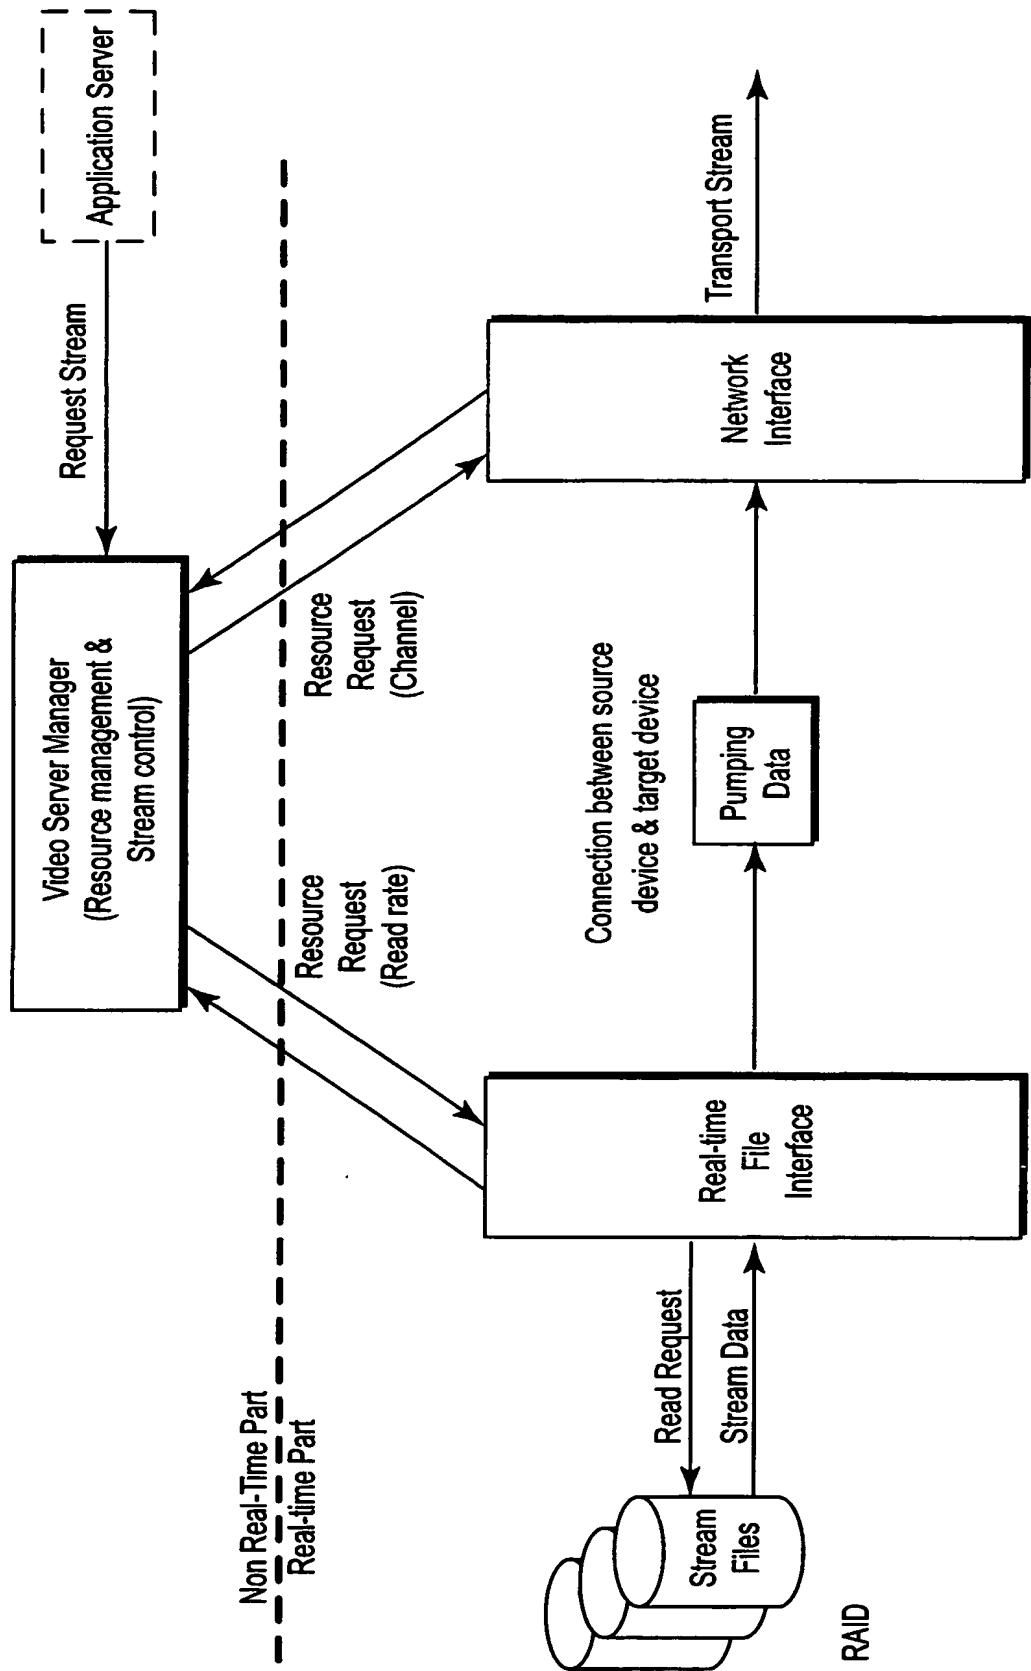 Application Server
Request Stream
Video Server Manager
(Resource management &
Stream control)
Non Real-Time Part
Real-time Part
Resource
Request
(Read rate)
Resource
Request
(Channel)
Connection between source
device & target device
Read Request
Stream Data
Stream
Files
RAID
Real-time
File
Interface
Pumping
Data
Network
Interface
Transport Stream